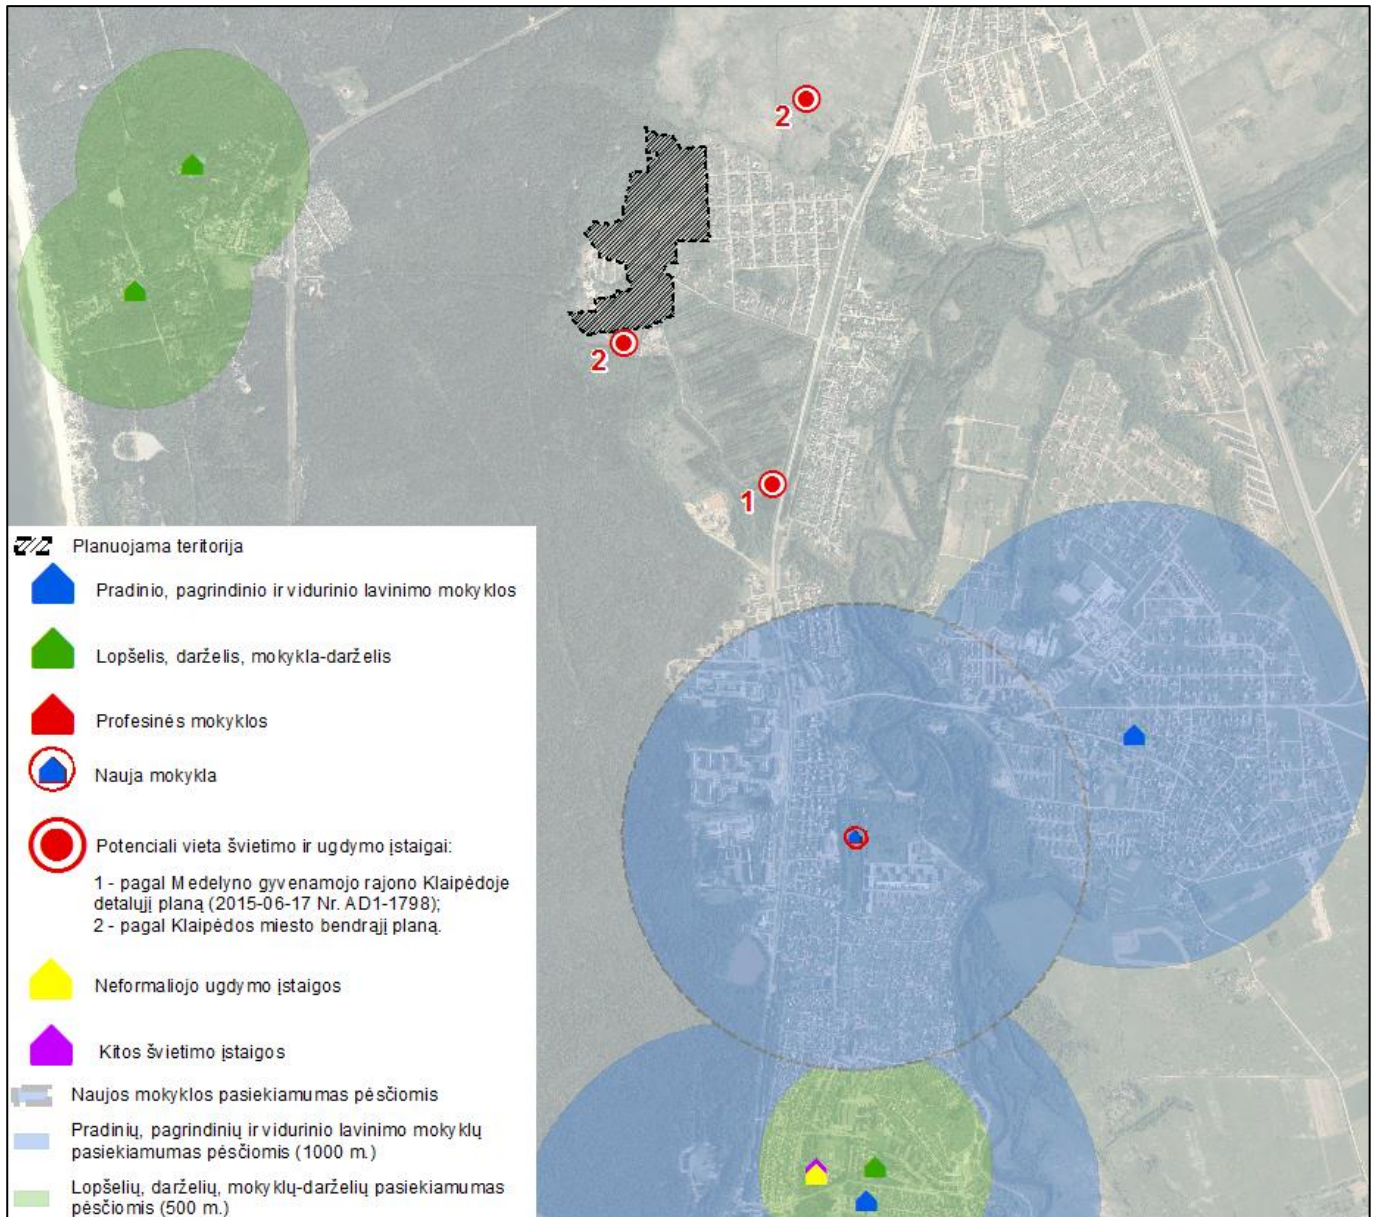 2
2
1
Planuojama teritorija
Pradinio, pagrindinio ir vidurinio lavinimo mokyklos
Lopšelis, darželis, mokykla-darželis
Profesinės mokyklos
Nauja mokykla
Potenciali vieta švietimo ir ugdymo įstaigai:
1 - pagal Medelyno gyvenamojo rajono Klaipėdoje
detalųjį planą (2015-06-17 Nr. AD1-1798);
2 - pagal Klaipėdos miesto bendrąjį planą.
Neformaliojo ugdymo įstaigos
Kitos švietimo įstaigos
Naujos mokyklos pasiekiamumas pėsčiomis
Pradinių, pagrindinių ir vidurinio lavinimo mokyklų
pasiekiamumas pėsčiomis (1000 m.)
Lopšelių, darželių, mokyklų-darželių pasiekiamumas
pėsčiomis (500 m.)